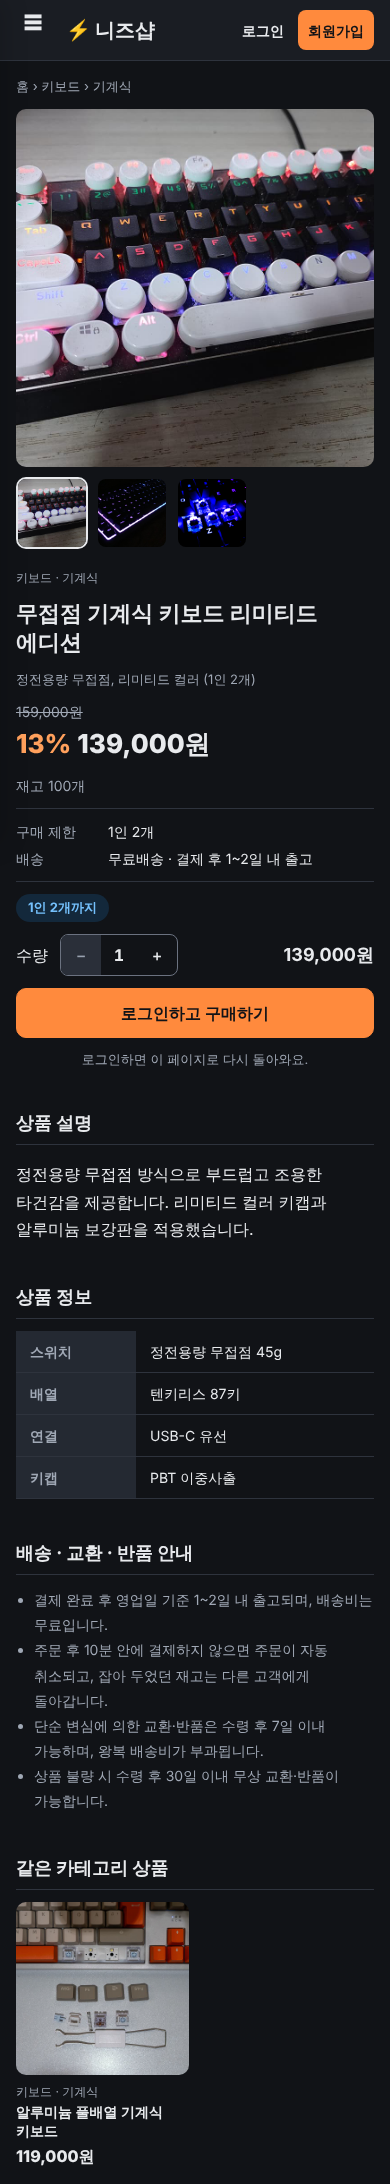 ☰ ⚡ 니즈샵 로그인 회원가입
홈 › 키보드 › 기계식
Tab
Shift
Ctrl
Alt
키보드 · 기계식
무접점 기계식 키보드 리미티드
에디션
정전용량 무접점, 리미티드 컬러 (1인 2개)
159,000원
13% 139,000원
재고 100개
구매 제한 1인 2개
배송 무료배송 · 결제 후 1~2일 내 출고
1인 2개까지
수량 − 1 + 139,000원
로그인하고 구매하기
로그인하면 이 페이지로 다시 돌아와요.
상품 설명
정전용량 무접점 방식으로 부드럽고 조용한
타건감을 제공합니다. 리미티드 컬러 키캡과
알루미늄 보강판을 적용했습니다.
상품 정보
스위치 정전용량 무접점 45g
배열 텐키리스 87키
연결 USB-C 유선
키캡 PBT 이중사출
배송 · 교환 · 반품 안내
• 결제 완료 후 영업일 기준 1~2일 내 출고되며, 배송비는
무료입니다.
• 주문 후 10분 안에 결제하지 않으면 주문이 자동
취소되고, 잡아 두었던 재고는 다른 고객에게
돌아갑니다.
• 단순 변심에 의한 교환·반품은 수령 후 7일 이내
가능하며, 왕복 배송비가 부과됩니다.
• 상품 불량 시 수령 후 30일 이내 무상 교환·반품이
가능합니다.
같은 카테고리 상품
키보드 · 기계식
알루미늄 풀배열 기계식
키보드
119,000원